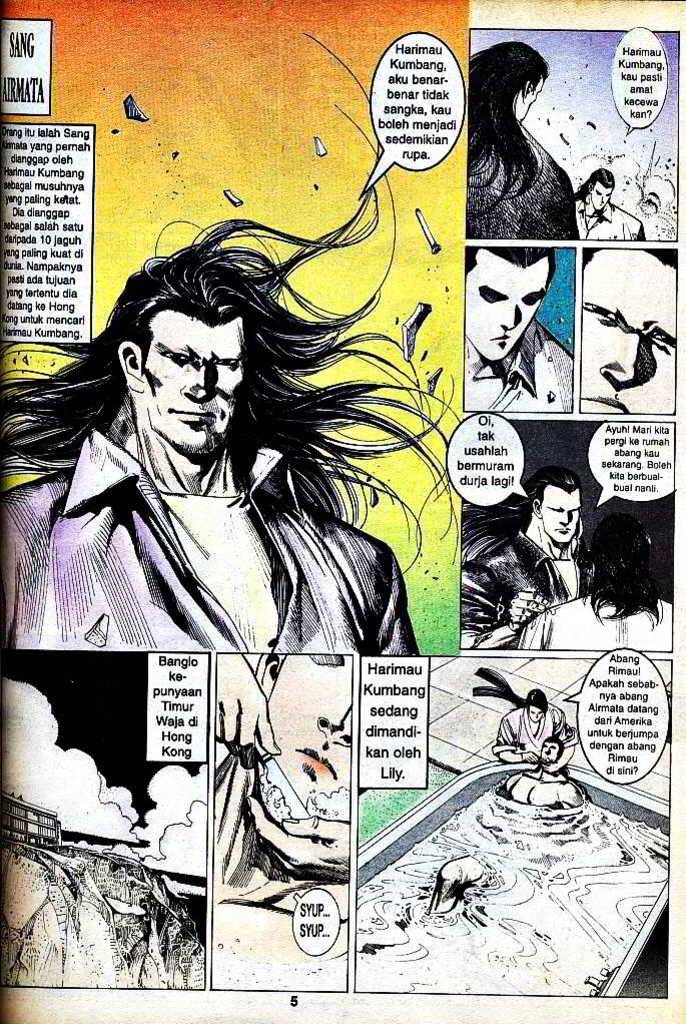 SANG
AIRMATA
Orang itu ialah Sang
Airmata yang pernah
dianggap oleh
Harimau Kumbang
sebagai musuhnya
yang paling ketat.
Dia dianggap
sebagai salah satu
daripada 10 jaguh
yang paling kuat di
dunia. Nampaknya
pasti ada tujuan
yang tertentu dia
datang ke Hong
Kong untuk mencari
Harimau Kumbang.
Harimau
Kumbang,
aku benar-
benar tidak
sangka, kau
boleh menjadi
sedemikian
rupa.
Harimau
Kumbang,
kau pasti
amat
kecewa
kan?
Oi,
tak
usahlah
bermuram
durja lagi!
Ayuh! Mari kita
pergi ke rumah
abang kau
sekarang. Boleh
kita berbual-
bual nanti.
Banglo
ke-
punyaan
Timur
Waja di
Hong
Kong
SYUP...
SYUP...
Harimau
Kumbang
sedang
dimandi-
kan oleh
Lily.
Abang
Rimau!
Apakah sebab-
nya abang
Airmata datang
dari Amerika
untuk berjumpa
dengan abang
Rimau
di sini?
5